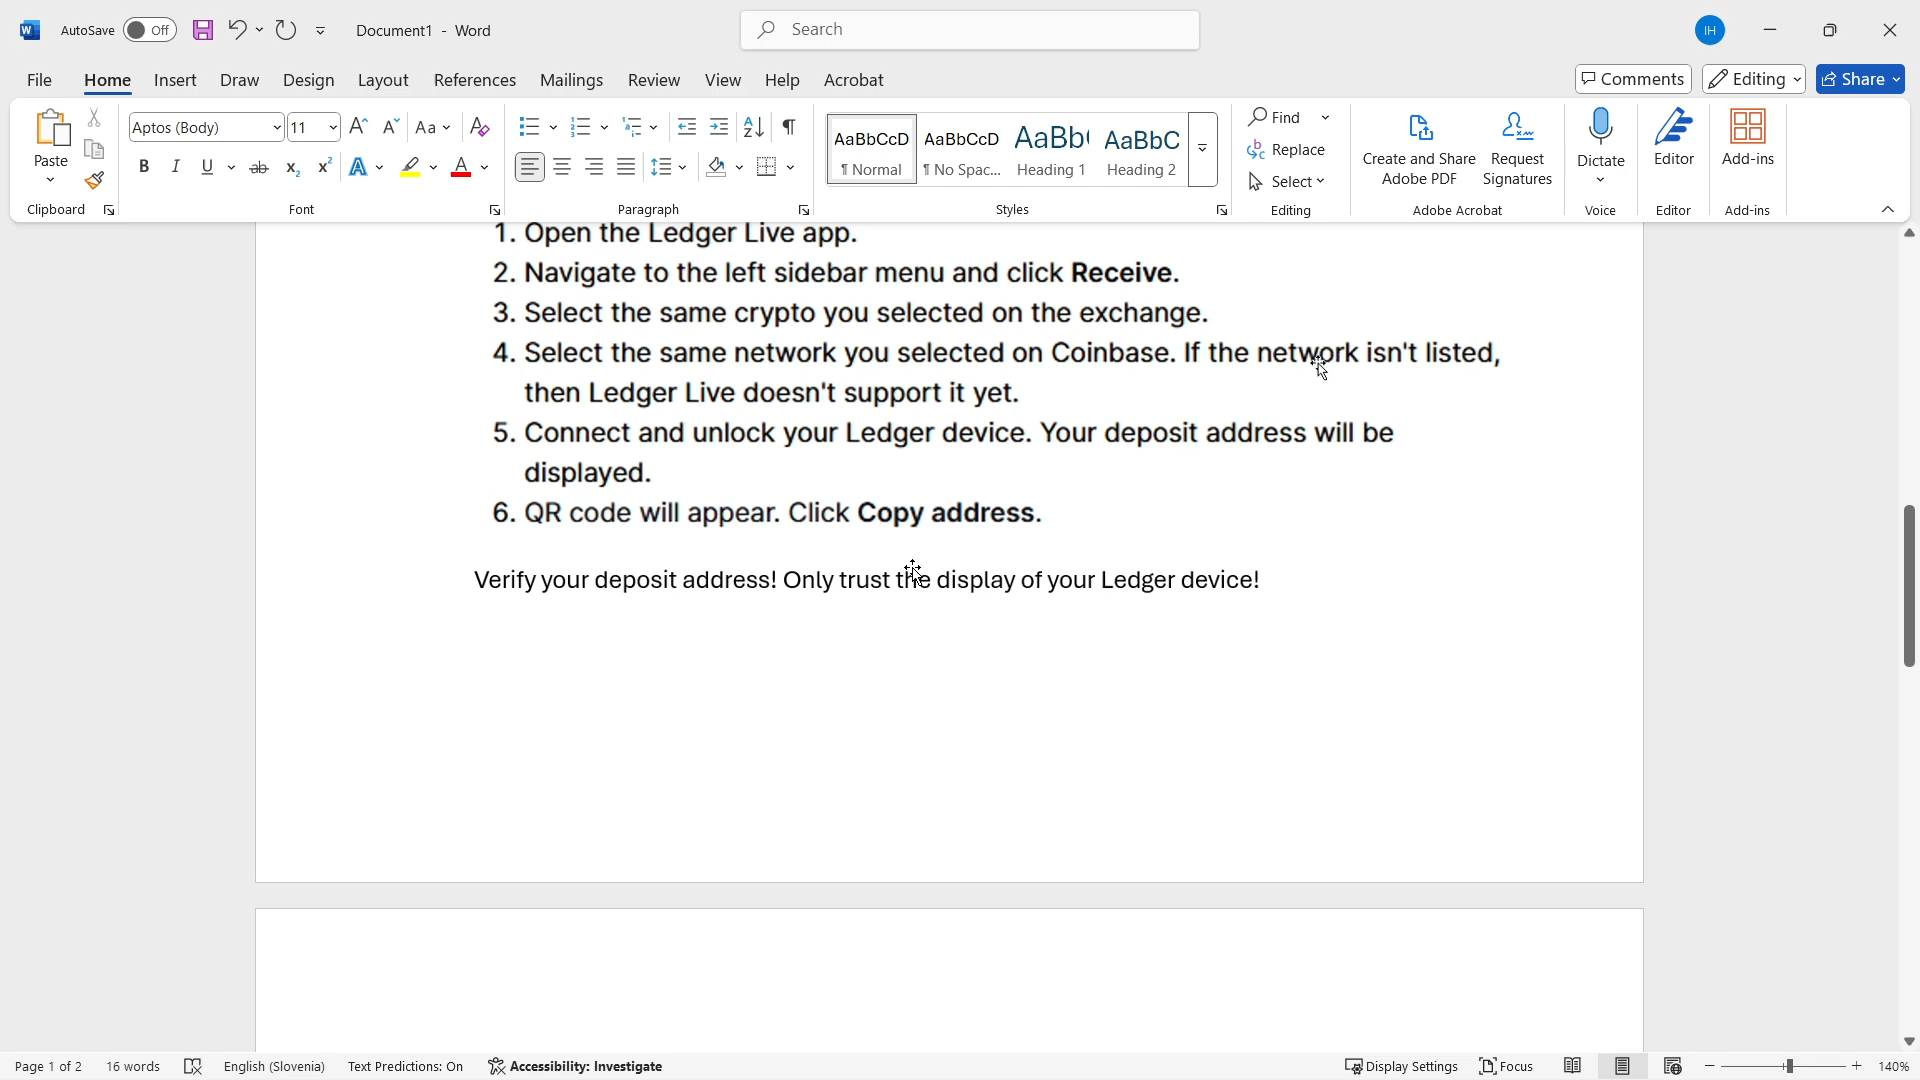 AutoSave Off Document1 - Word Search IH
File Home Insert Draw Design Layout References Mailings Review View Help Acrobat Comments Editing Share
Paste Clipboard
Aptos (Body) 11 Aa Font
Paragraph
AaBbCcD AaBbCcD AaBb( AaBbC
¶ Normal ¶ No Spac... Heading 1 Heading 2
Styles
Find
Replace
Select
Editing
Create and Share Adobe PDF
Request Signatures
Adobe Acrobat
Dictate
Voice
Editor
Editor
Add-ins
Add-ins
1. Open the Ledger Live app.
2. Navigate to the left sidebar menu and click Receive.
3. Select the same crypto you selected on the exchange.
4. Select the same network you selected on Coinbase. If the network isn't listed,
then Ledger Live doesn't support it yet.
5. Connect and unlock your Ledger device. Your deposit address will be
displayed.
6. QR code will appear. Click Copy address.
Verify your deposit address! Only trust the display of your Ledger device!
Page 1 of 2 16 words English (Slovenia) Text Predictions: On Accessibility: Investigate Display Settings Focus 140%